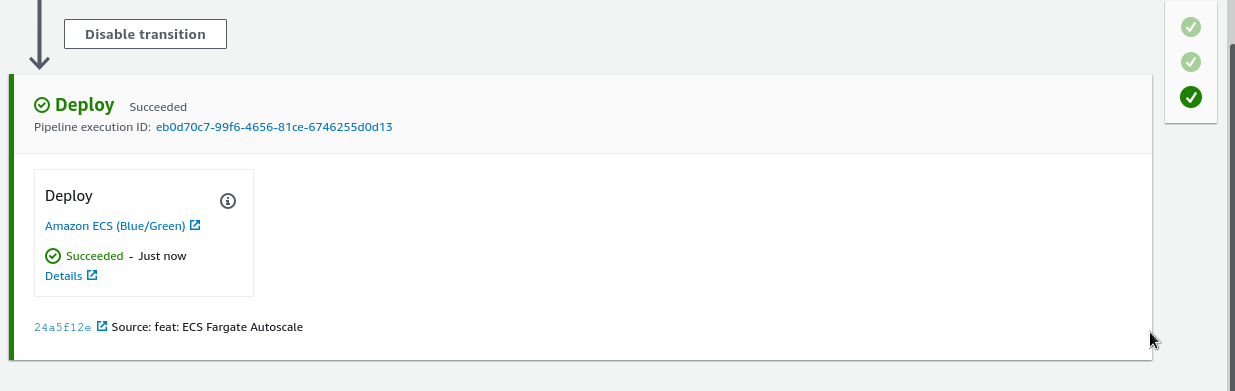 Disable transition
Deploy Succeeded
Pipeline execution ID: eb0d70c7-99f6-4656-81ce-6746255d0d13
Deploy
Amazon ECS (Blue/Green)
Succeeded - Just now
Details
24a5f12e Source: feat: ECS Fargate Autoscale